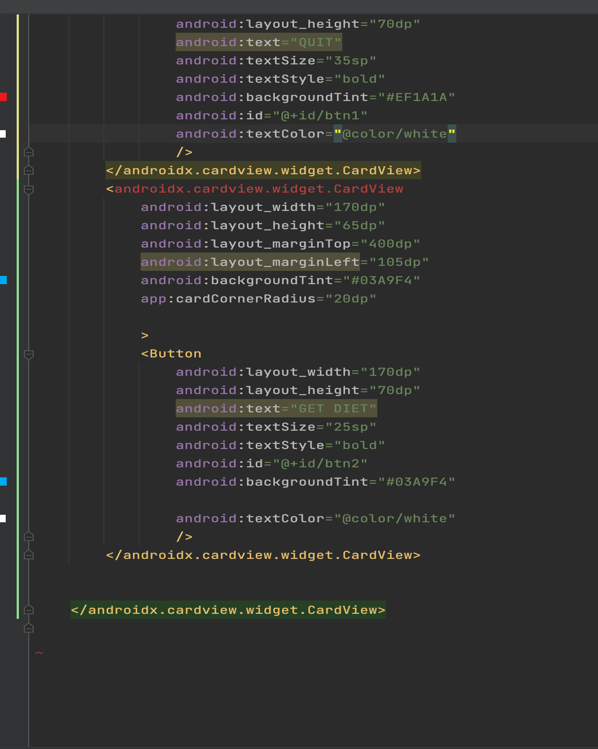 android:layout_height="70dp"
android:text="QUIT"
android:textSize="35sp"
android:textStyle="bold"
android:backgroundTint="#EF1A1A"
android:id="@+id/btn1"
android:textColor="@color/white"
/>
</androidx.cardview.widget.CardView>
<androidx.cardview.widget.CardView
android:layout_width="170dp"
android:layout_height="65dp"
android:layout_marginTop="400dp"
android:layout_marginLeft="105dp"
android:backgroundTint="#03A9F4"
app:cardCornerRadius="20dp"
>
<Button
android:layout_width="170dp"
android:layout_height="70dp"
android:text="GET DIET"
android:textSize="25sp"
android:textStyle="bold"
android:id="@+id/btn2"
android:backgroundTint="#03A9F4"
android:textColor="@color/white"
/>
</androidx.cardview.widget.CardView>
</androidx.cardview.widget.CardView>